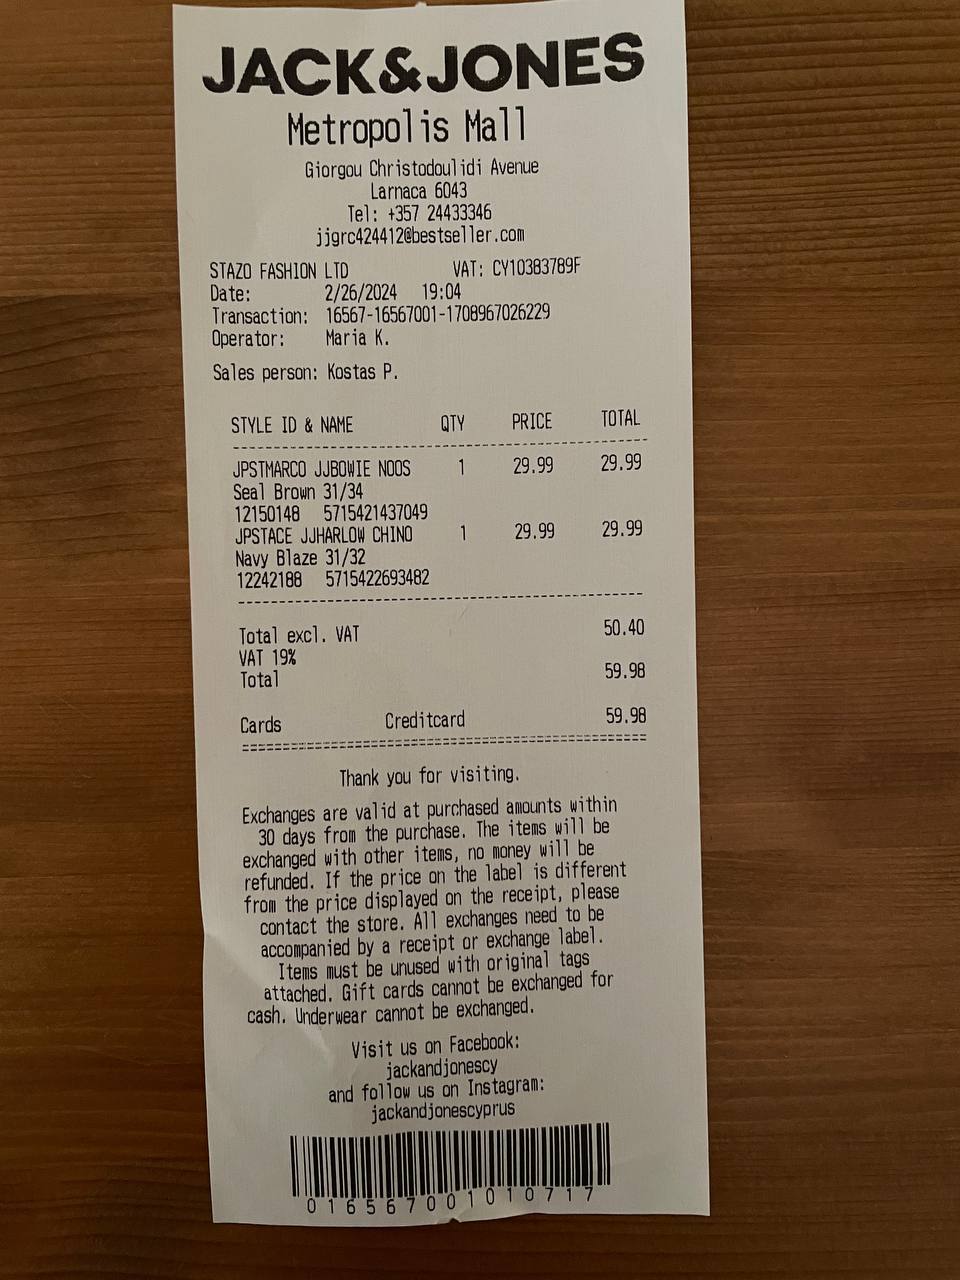 JACK&JONES
Metropolis Mall
Giorgou Christodoulidi Avenue
Larnaca 6043
Tel: +357 24433346
jjgrc424412@bestseller.com
STAZO FASHION LTD VAT: CY10383789F
Date: 2/26/2024 19:04
Transaction: 16567-16567001-1708967026229
Operator: Maria K.
Sales person: Kostas P.
STYLE ID & NAME QTY PRICE TOTAL
JPSTMARCO JJBOWIE NOOS 1 29.99 29.99
Seal Brown 31/34
12150148 5715421437049
JPSTACE JJHARLOW CHINO 1 29.99 29.99
Navy Blaze 31/32
12242188 5715422693482
Total excl. VAT 50.40
VAT 19%
Total 59.98
Cards Creditcard 59.98
Thank you for visiting.
Exchanges are valid at purchased amounts within
30 days from the purchase. The items will be
exchanged with other items, no money will be
refunded. If the price on the label is different
from the price displayed on the receipt, please
contact the store. All exchanges need to be
accompanied by a receipt or exchange label.
Items must be unused with original tags
attached. Gift cards cannot be exchanged for
cash. Underwear cannot be exchanged.
Visit us on Facebook:
jackandjonescy
and follow us on Instagram:
jackandjonescyprus
016567001010717